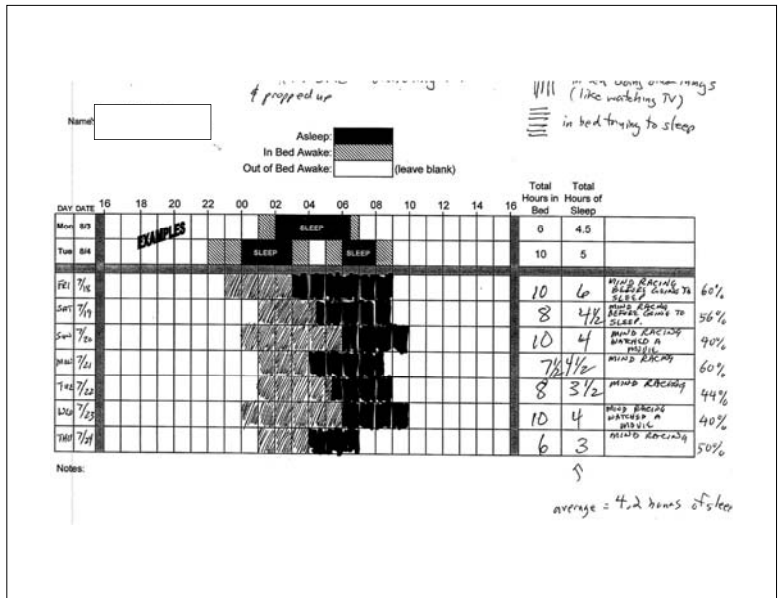 & propped up
(like watching TV)
in bed trying to sleep
Name:
Asleep:
In Bed Awake:
Out of Bed Awake: (leave blank)
Total Total
Hours in Hours of
Bed Sleep
DAY DATE 16 18 20 22 00 02 04 06 08 10 12 14 16
Mon 8/3 EXAMPLES SLEEP 0 4.5
Tue 8/4 SLEEP SLEEP 10 5
FRI 7/18 10 6 MIND RACING BEFORE GOING TO SLEEP 60%
SAT 7/19 8 4½ MIND RACING BEFORE GOING TO SLEEP. 56%
SUN 7/20 10 4 MIND RACING WATCHED A MOVIE 40%
MON 7/21 7½ 4½ MIND RACING 60%
TUE 7/22 8 3½ MIND RACING 44%
WED 7/23 10 4 MIND RACING WATCHED A MOVIE 40%
THU 7/24 6 3 MIND RACING 50%
Notes:
average = 4.2 hours of sleep